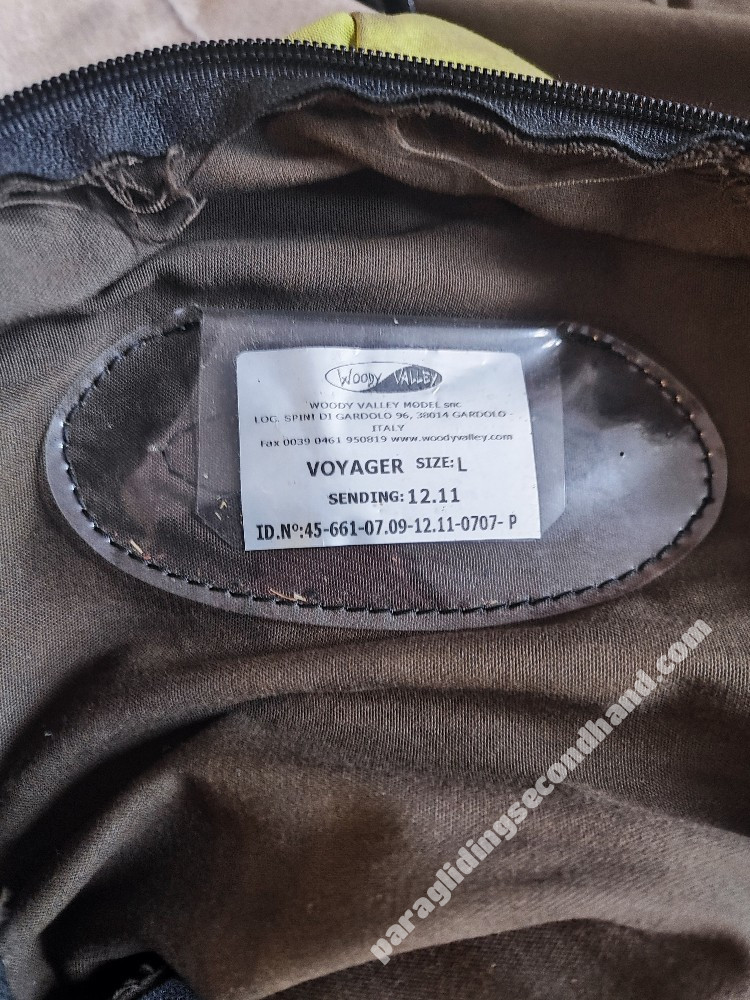 WOODY VALLEY
WOODY VALLEY MODEL snc
LOC. SPINI DI GARDOLO 96, 38014 GARDOLO -
ITALY
Fax 0039 0461 950819 www.woodyvalley.com
VOYAGER SIZE: L
SENDING: 12.11
ID.Nº:45-661-07.09-12.11-0707- P
paraglidingsecondhand.com